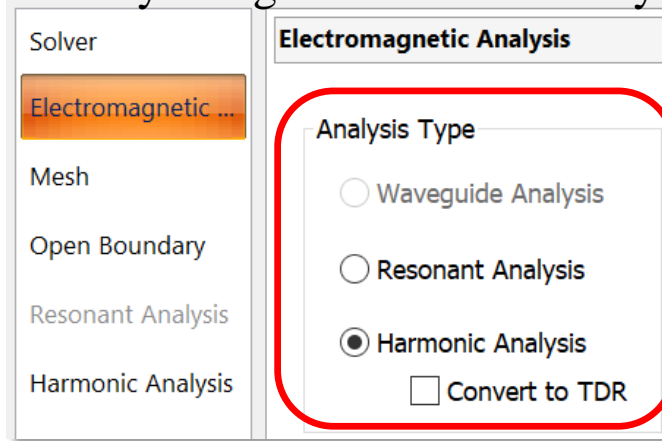 Solver
Electromagnetic ...
Mesh
Open Boundary
Resonant Analysis
Harmonic Analysis
Electromagnetic Analysis
Analysis Type
Waveguide Analysis
Resonant Analysis
Harmonic Analysis
Convert to TDR